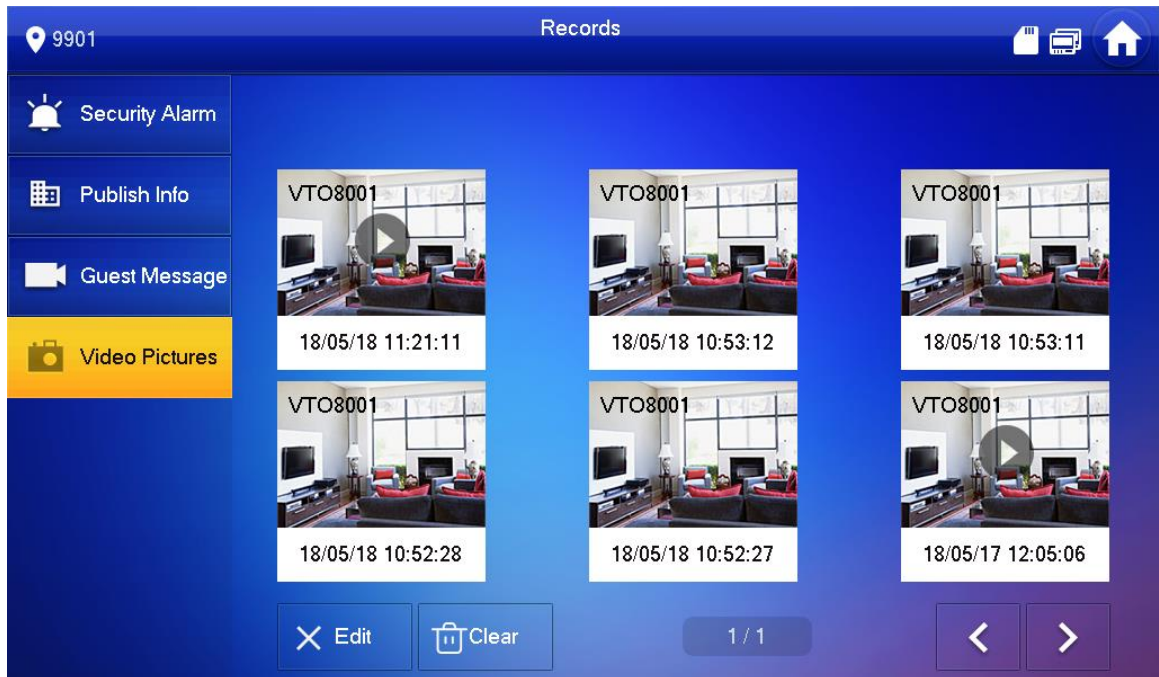 9901
Records
Security Alarm
Publish Info
Guest Message
Video Pictures
VTO8001
VTO8001
VTO8001
18/05/18 11:21:11
18/05/18 10:53:12
18/05/18 10:53:11
VTO8001
VTO8001
VTO8001
18/05/18 10:52:28
18/05/18 10:52:27
18/05/17 12:05:06
Edit
Clear
1 / 1